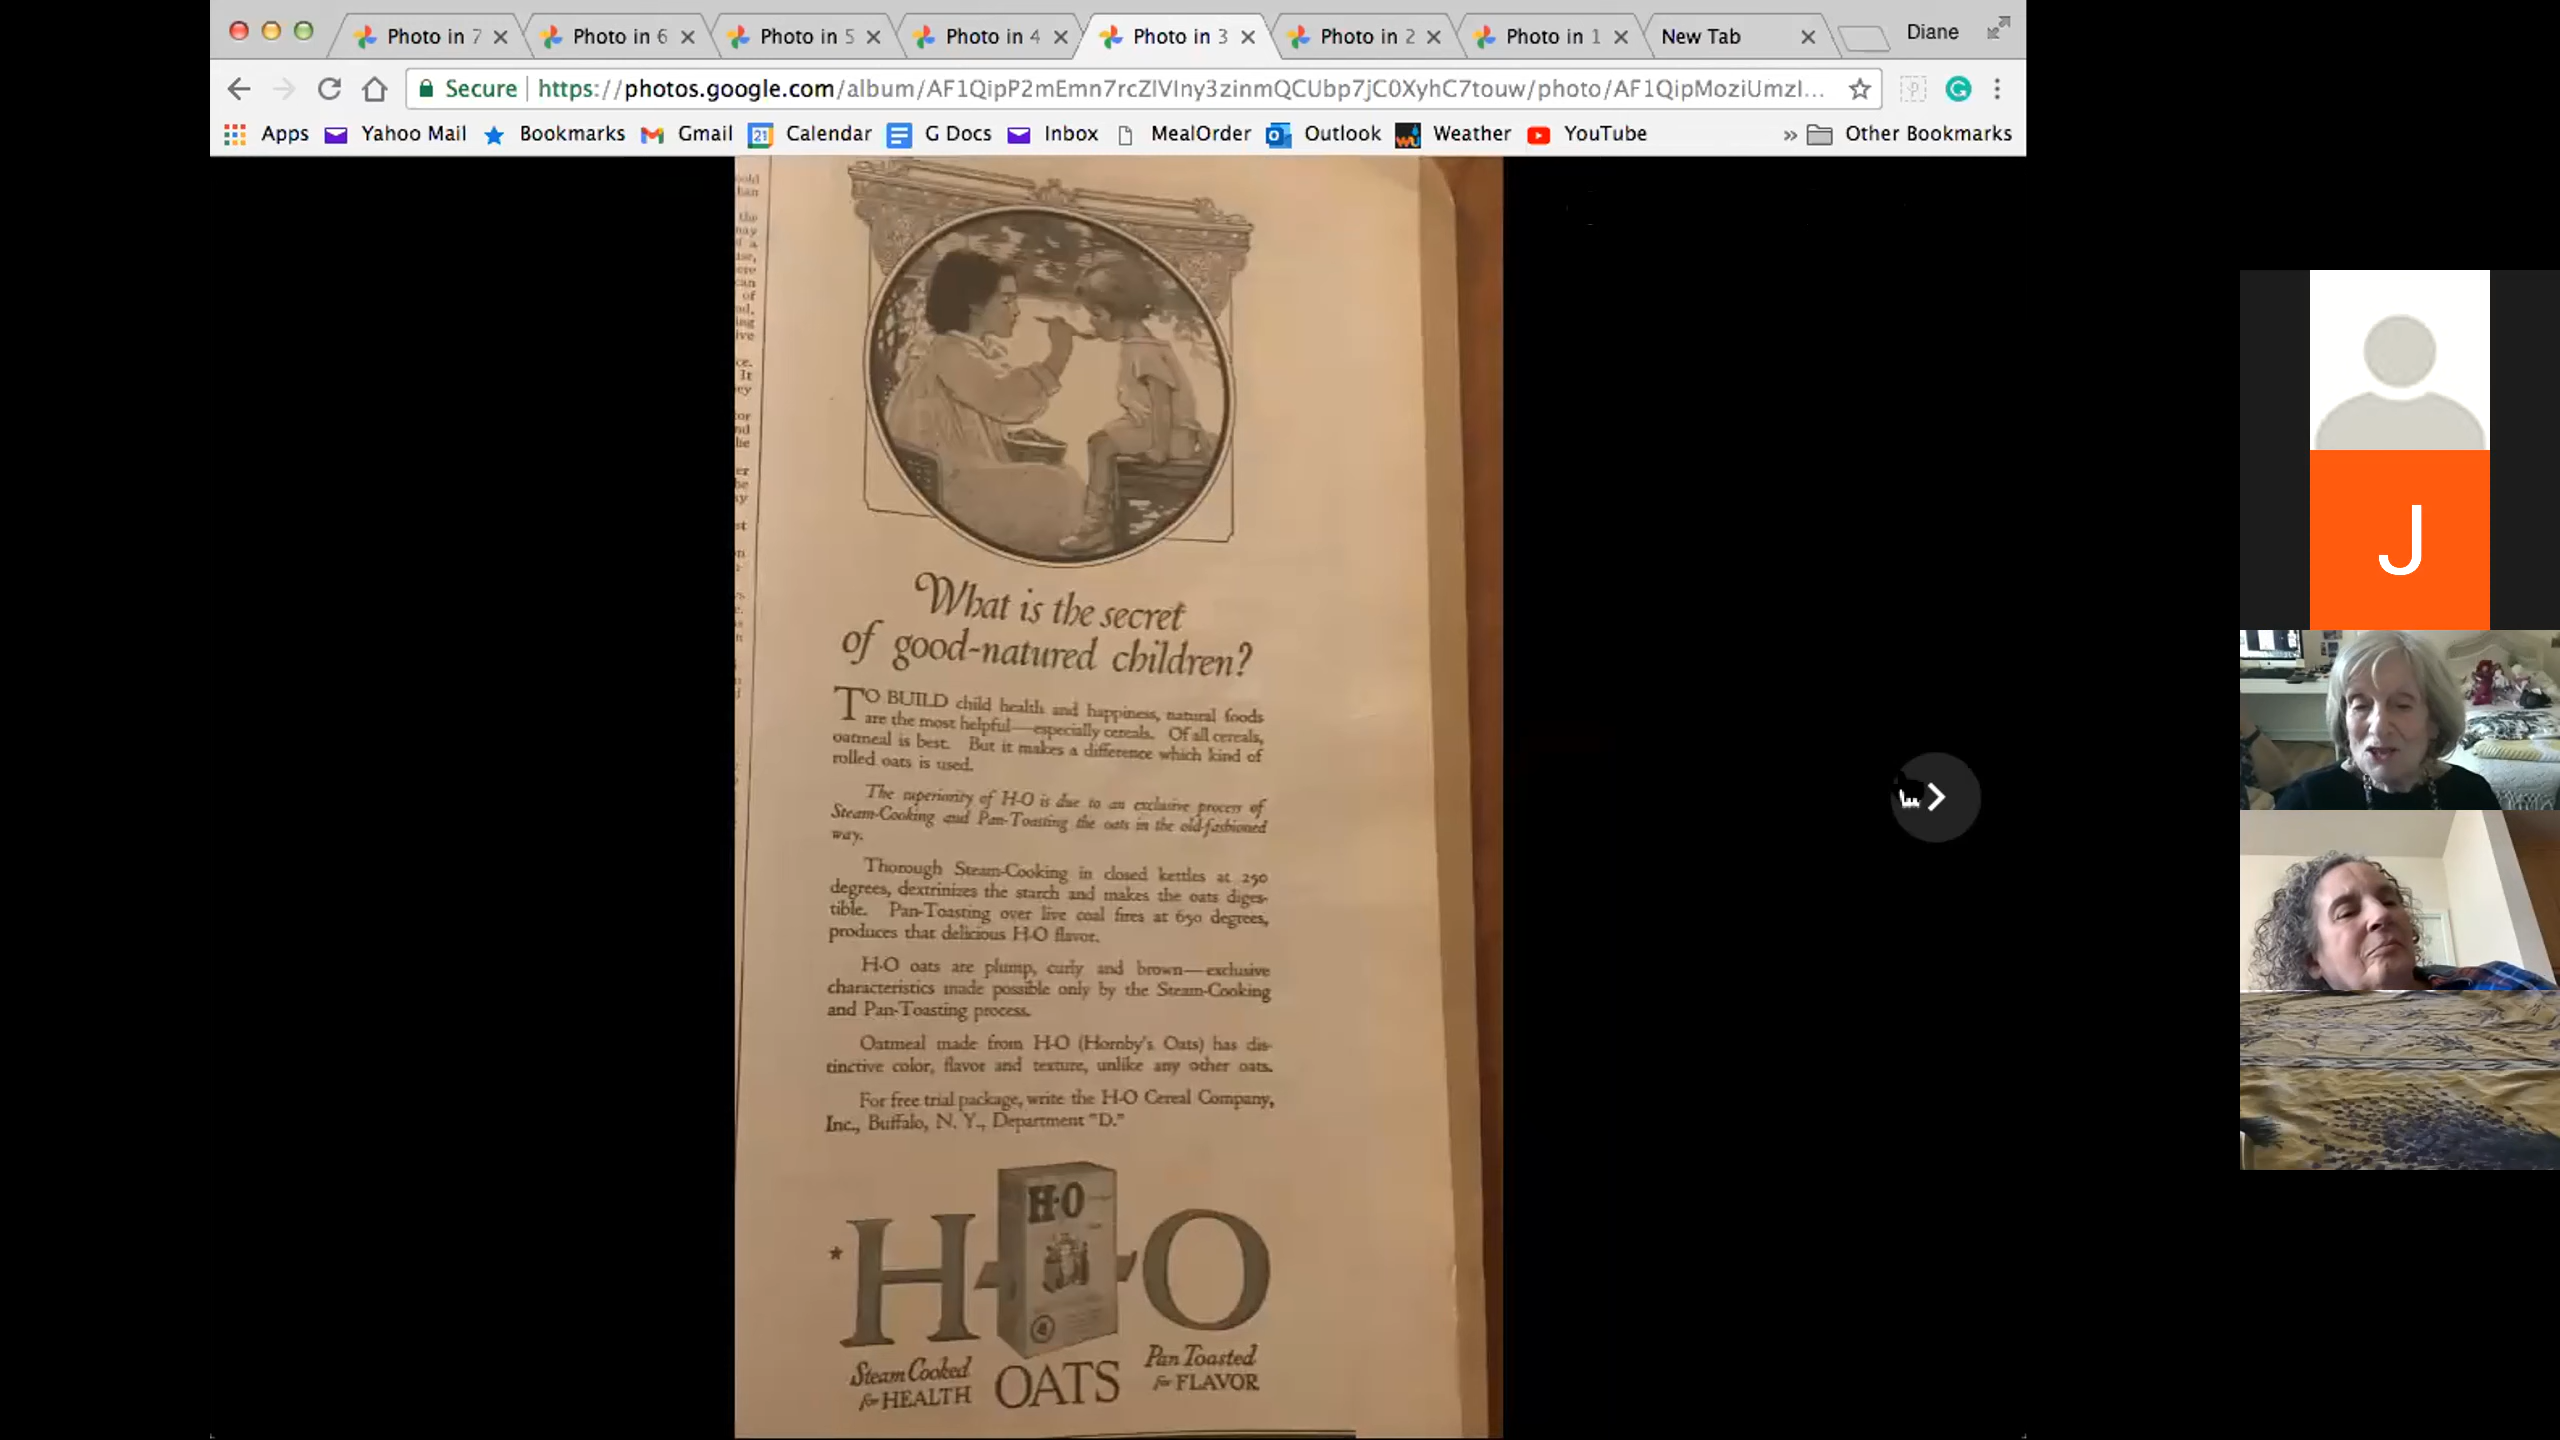 Photo in 7
Photo in 6
Photo in 5
Photo in 4
Photo in 3
Photo in 2
Photo in 1
New Tab
Diane
Secure
https://photos.google.com/album/AF1QipP2mEmn7rcZlVIny3zinmQCUbp7jC0XyhC7touw/photo/AF1QipMoziUmzI...
Apps
Yahoo Mail
Bookmarks
Gmail
21
Calendar
G Docs
Inbox
MealOrder
Outlook
Weather
YouTube
»
Other Bookmarks
What is the secret
of good-natured children?
TO BUILD child health and happiness, natural foods
are the most helpful—especially cereals. Of all cereals,
oatmeal is best. But it makes a difference which kind of
rolled oats is used.
The superiority of H-O is due to an exclusive process of
Steam-Cooking and Pan-Toasting the oats in the old-fashioned
way.
Thorough Steam-Cooking in closed kettles at 250
degrees, dextrinizes the starch and makes the oats diges-
tible. Pan-Toasting over live coal fires at 650 degrees,
produces that delicious H-O flavor.
H-O oats are plump, curly and brown—exclusive
characteristics made possible only by the Steam-Cooking
and Pan-Toasting process.
Oatmeal made from H-O (Hornby's Oats) has dis-
tinctive color, flavor and texture, unlike any other oats.
For free trial package, write the H-O Cereal Company,
Inc., Buffalo, N. Y., Department "D."
H-O
* H-O
Steam Cooked
for HEALTH
OATS
Pan Toasted
for FLAVOR
J